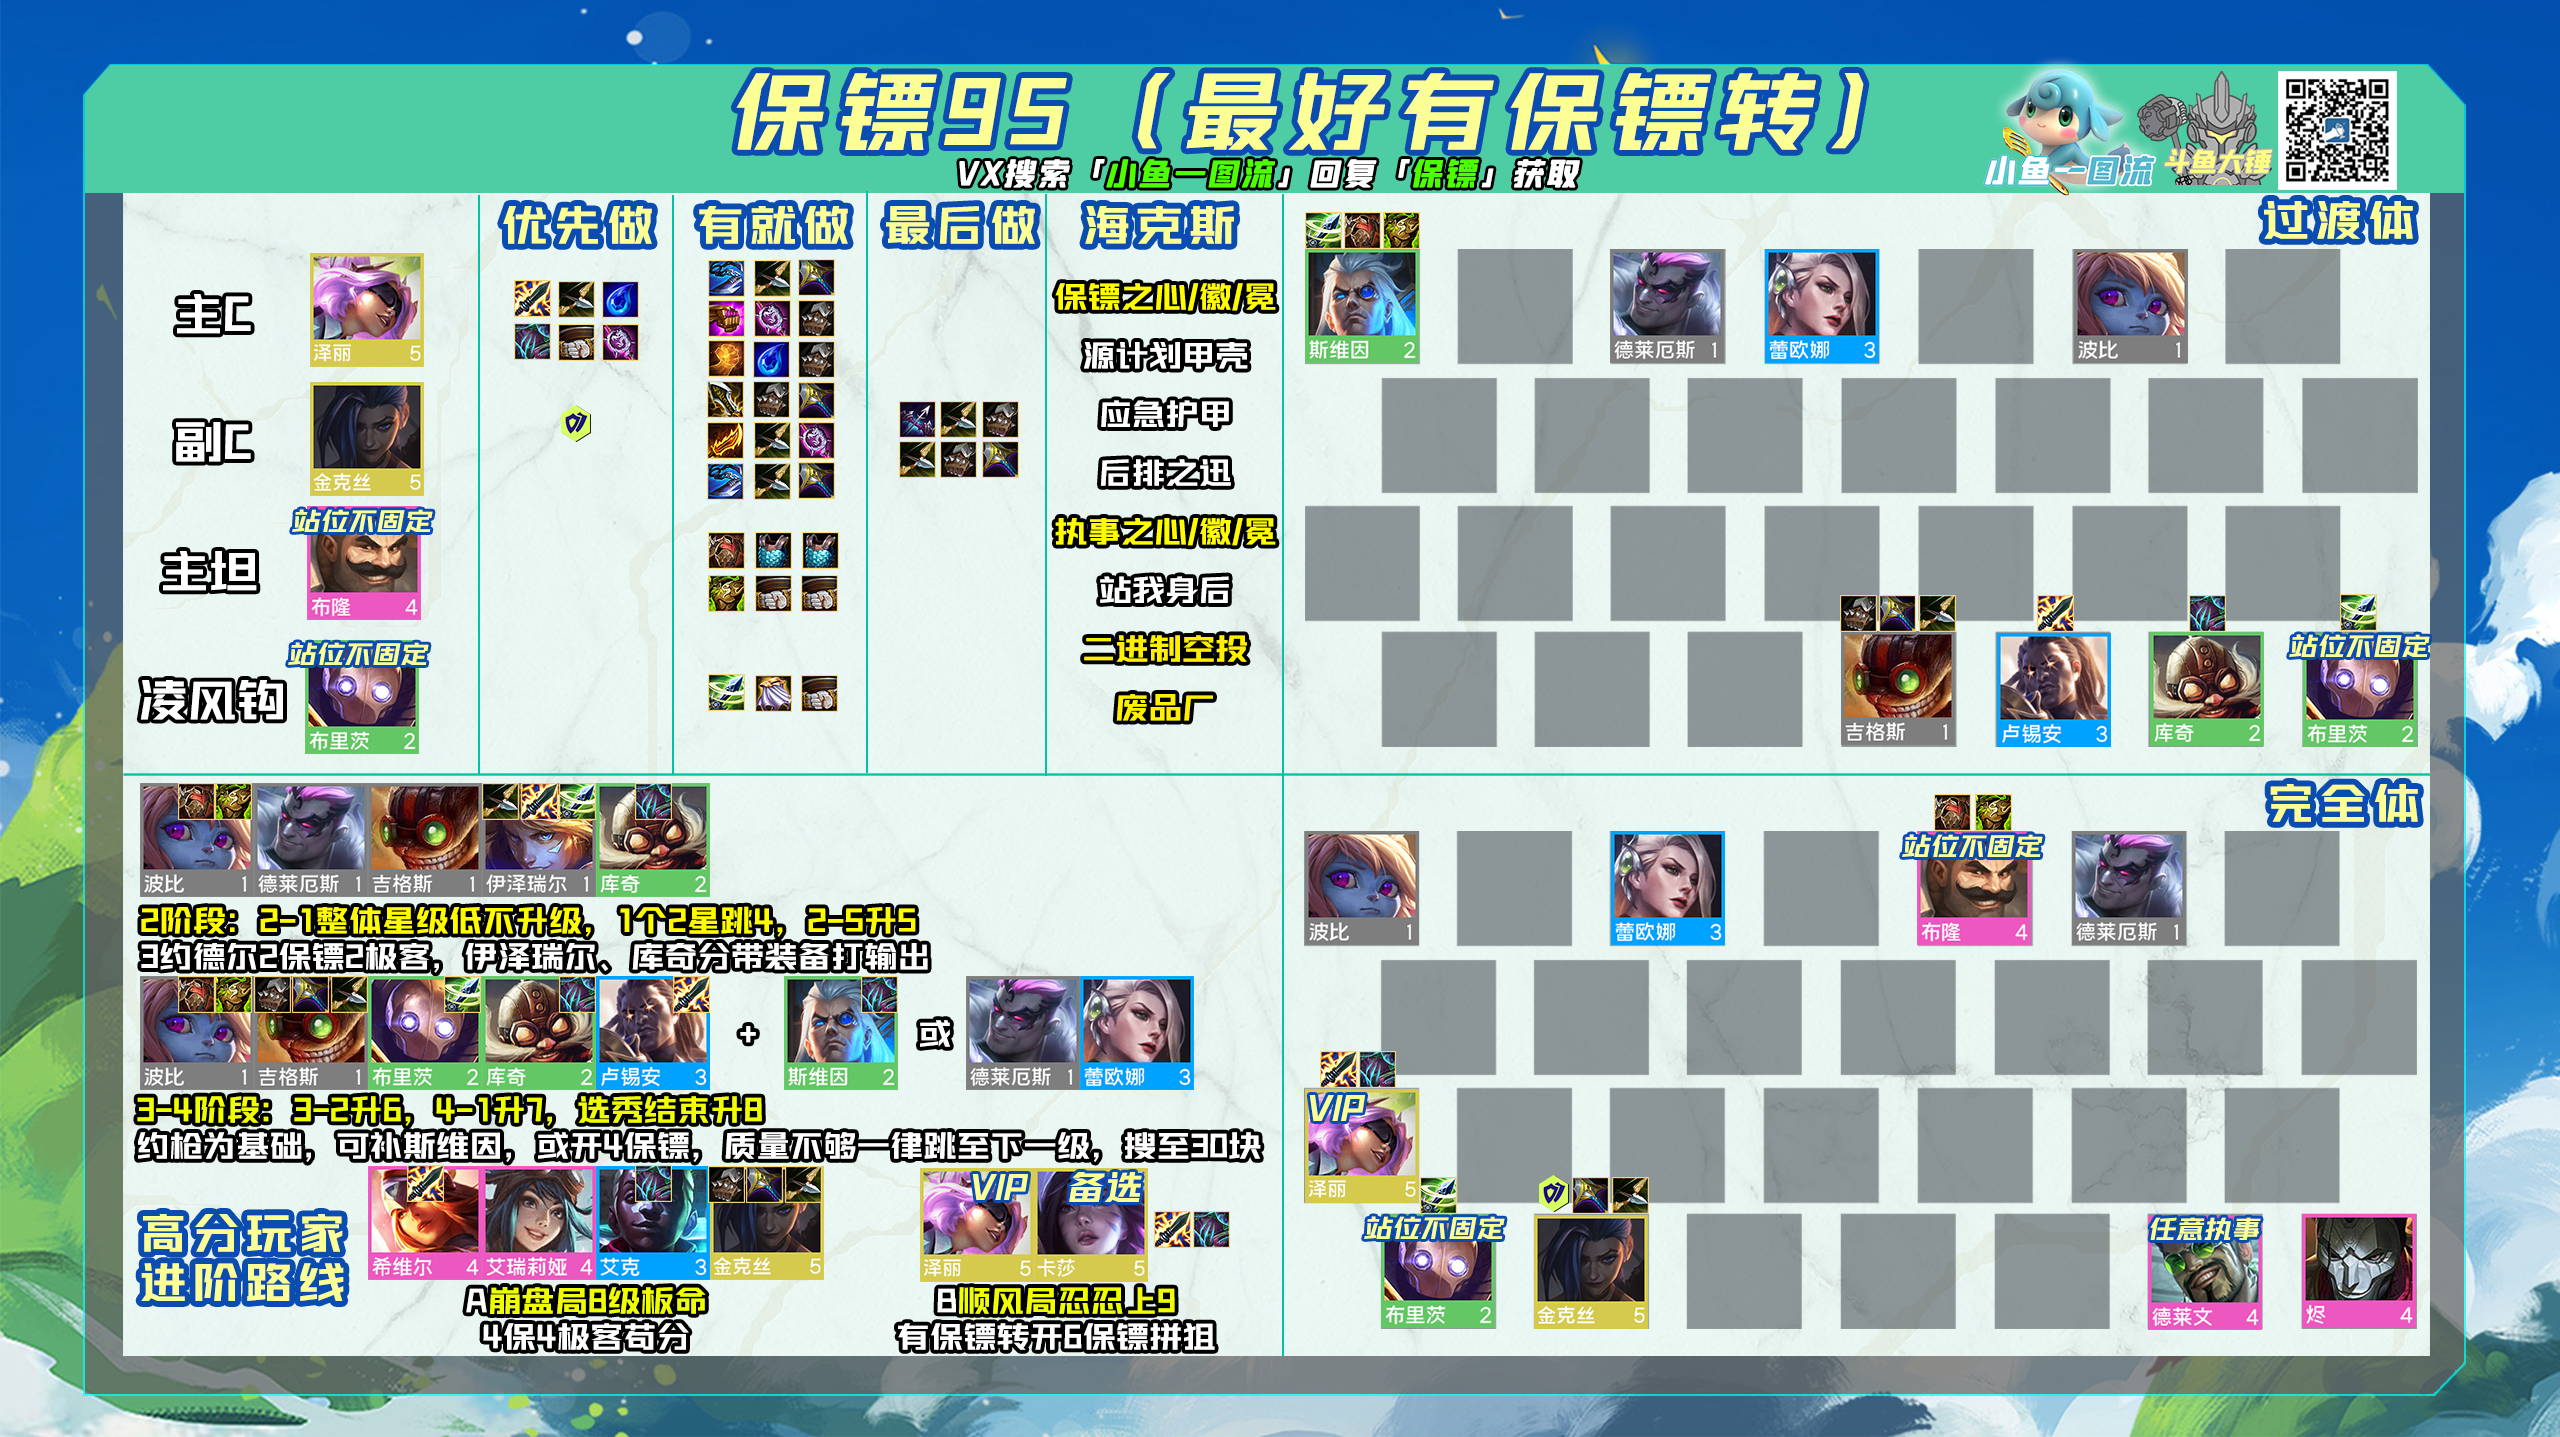 保镖95（最好有保镖转）
VX搜索「小鱼一图流」回复「保镖」获取
小鱼一图流
斗鱼大锤
优先做
有就做
最后做
海克斯
主C
泽丽 5
副C
金克丝 5
主坦
站位不固定
布隆 4
凌风钩
站位不固定
布里茨 2
保镖之心/徽/冕
源计划甲壳
应急护甲
后排之迅
执事之心/徽/冕
站我身后
二进制空投
废品厂
过渡体
斯维因 2
德莱厄斯 1
蕾欧娜 3
波比 1
吉格斯 1
卢锡安 3
库奇 2
站位不固定
布里茨 2
波比 1
德莱厄斯 1
吉格斯 1
伊泽瑞尔 1
库奇 2
2阶段：2-1整体星级低不升级，1个2星跳4，2-5升5
3约德尔2保镖2极客，伊泽瑞尔、库奇分带装备打输出
波比 1
吉格斯 1
布里茨 2
库奇 2
卢锡安 3
+
斯维因 2
或
德莱厄斯 1
蕾欧娜 3
3-4阶段：3-2升6，4-1升7，选秀结束升8
约枪为基础，可补斯维因，或开4保镖，质量不够一律跳至下一级，搜至30块
高分玩家
进阶路线
希维尔 4
艾瑞莉娅 4
艾克 3
金克丝 5
A崩盘局8级板命
4保4极客苟分
VIP
泽丽 5
备选
卡莎 5
B顺风局忍忍上9
有保镖转开6保镖拼狙
完全体
波比 1
蕾欧娜 3
站位不固定
布隆 4
德莱厄斯 1
VIP
泽丽 5
站位不固定
布里茨 2
金克丝 5
任意执事
德莱文 4
烬 4